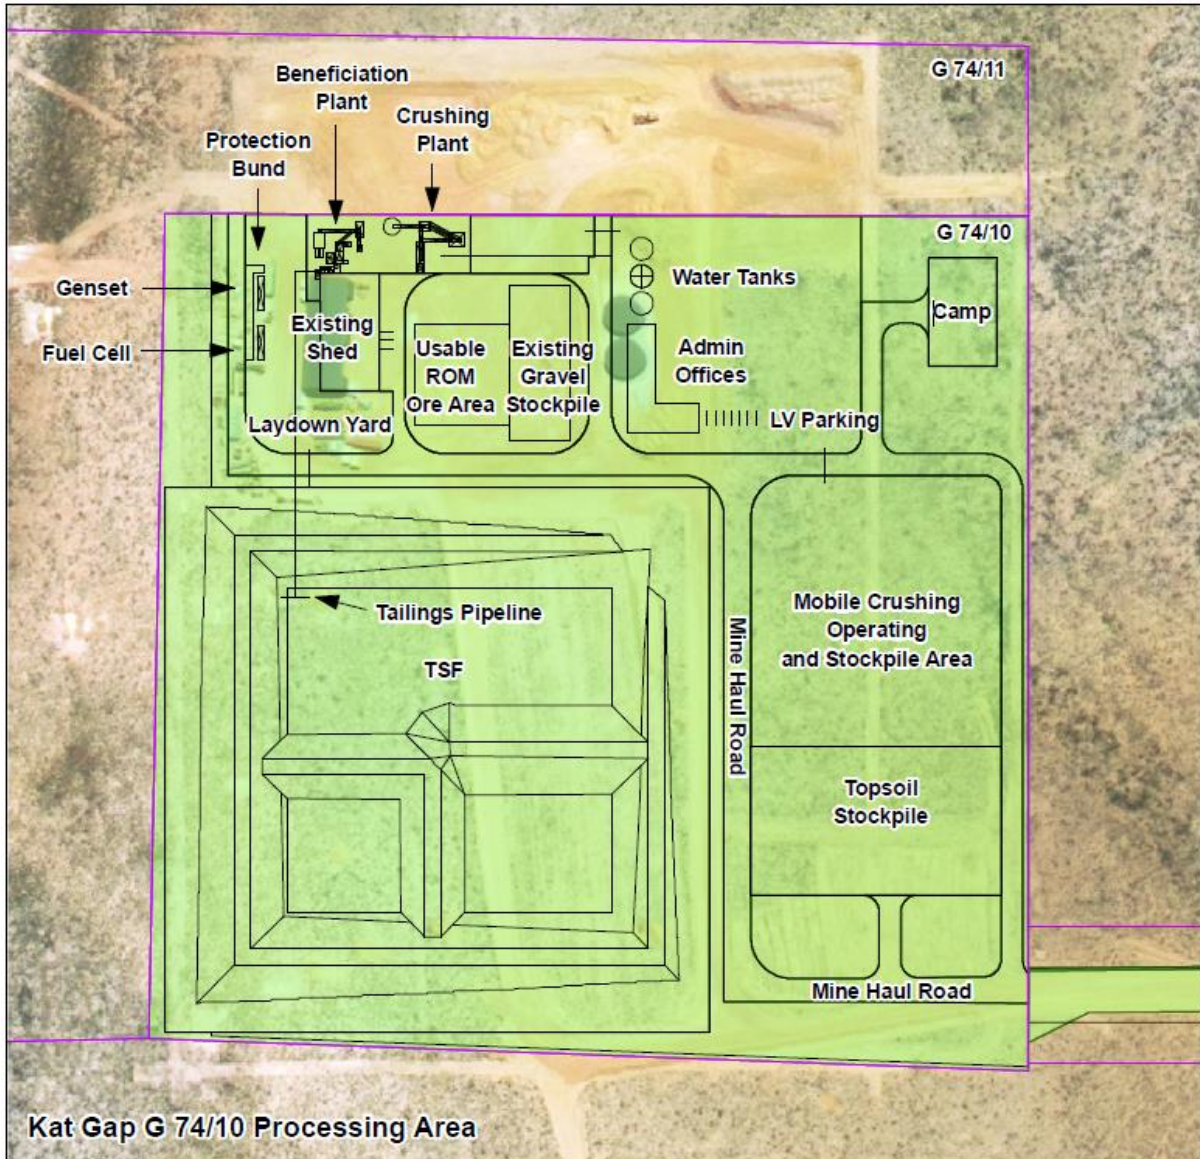 G 74/11
Beneficiation
Plant
Crushing
Plant
Protection
Bund
G 74/10
Genset
Water Tanks
Camp
Existing
Shed
Fuel Cell
Usable
ROM
Ore Area
Existing
Gravel
Stockpile
Admin
Offices
Laydown Yard
LV Parking
Tailings Pipeline
TSF
Mobile Crushing
Operating
and Stockpile Area
Mine Haul Road
Topsoil
Stockpile
Mine Haul Road
Kat Gap G 74/10 Processing Area